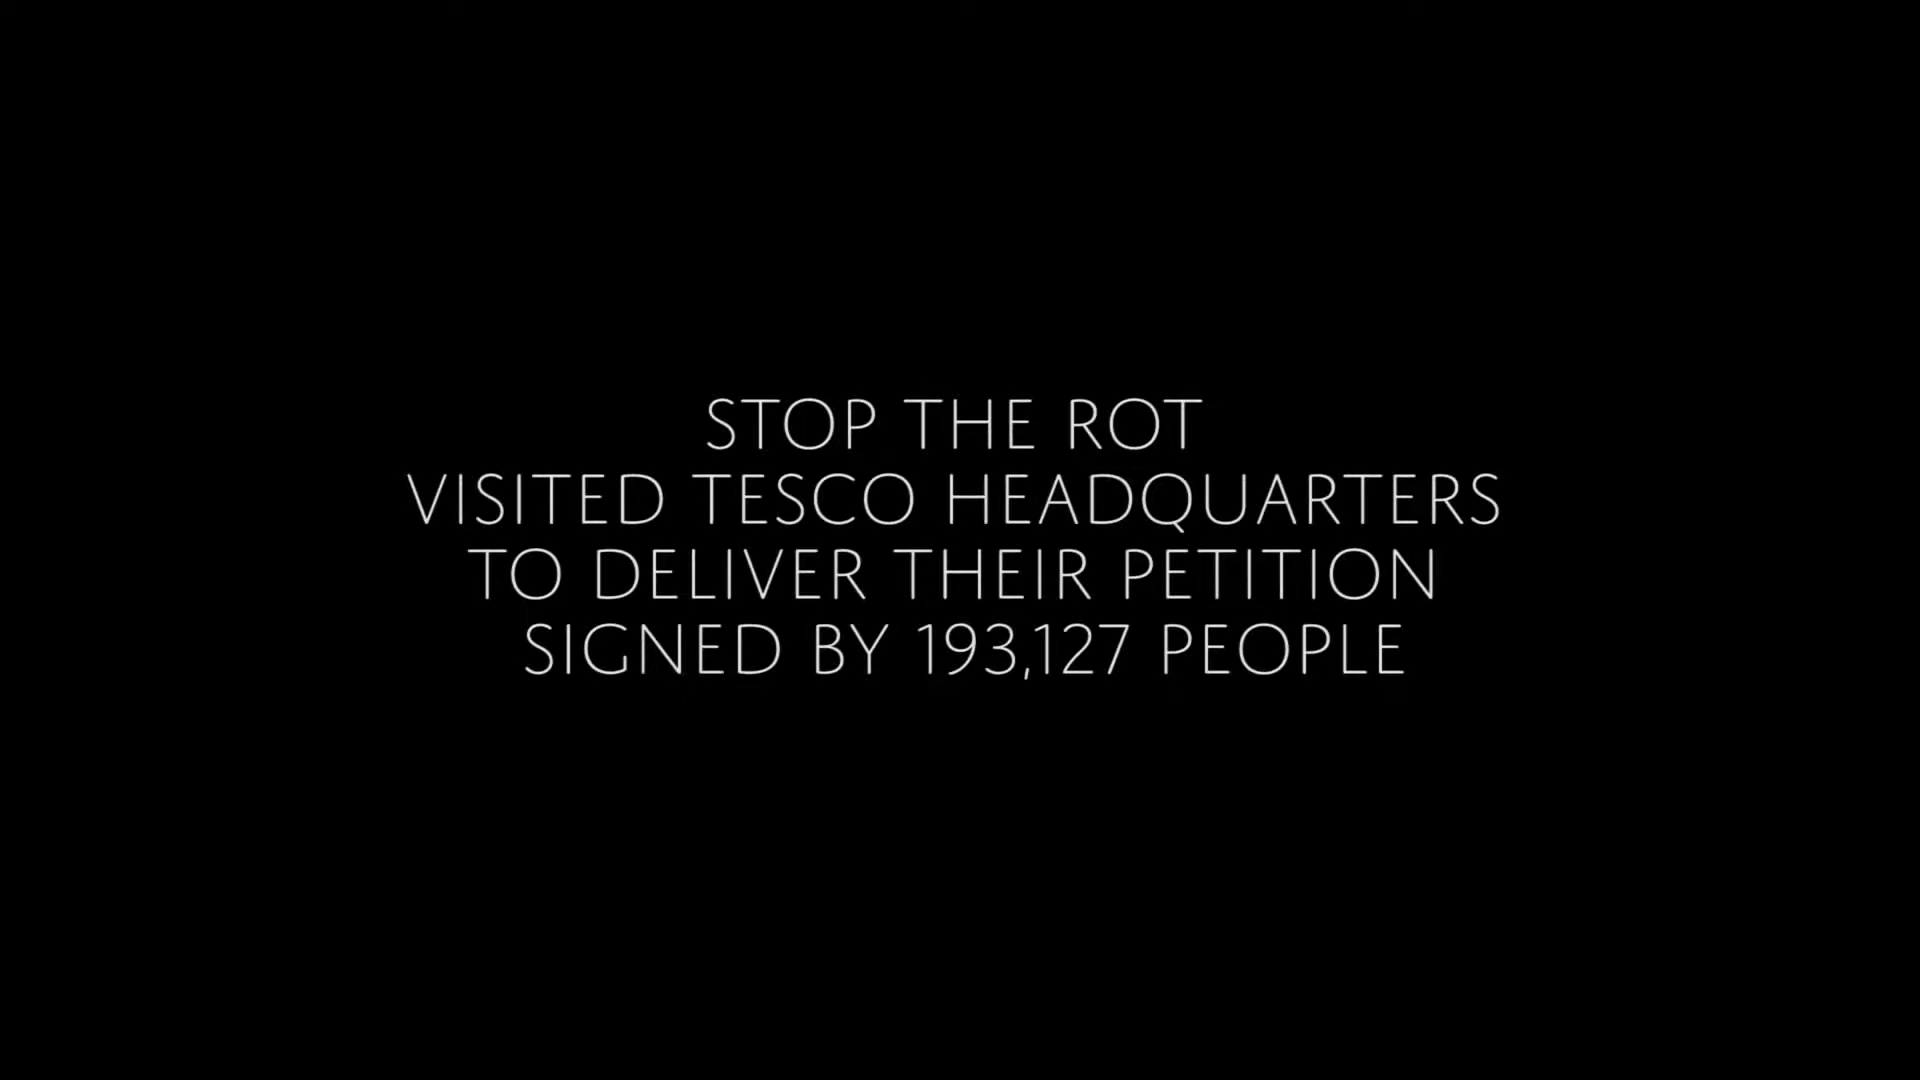 STOP THE ROT
VISITED TESCO HEADQUARTERS
TO DELIVER THEIR PETITION
SIGNED BY 193,127 PEOPLE